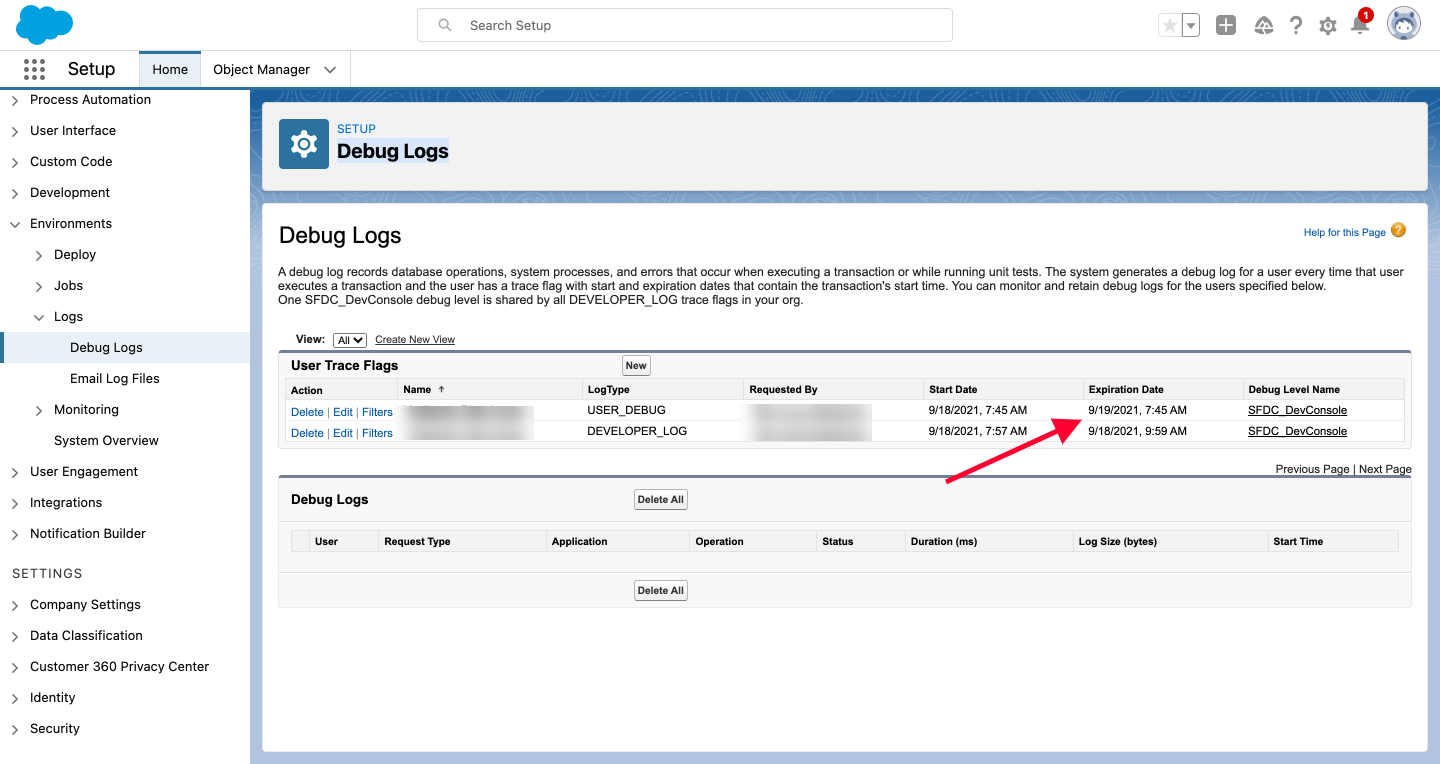 Search Setup
1
Setup
Home
Object Manager
Process Automation
User Interface
Custom Code
Development
Environments
Deploy
Jobs
Logs
Debug Logs
Email Log Files
Monitoring
System Overview
User Engagement
Integrations
Notification Builder
SETTINGS
Company Settings
Data Classification
Customer 360 Privacy Center
Identity
Security
SETUP
Debug Logs
Debug Logs
Help for this Page ?
A debug log records database operations, system processes, and errors that occur when executing a transaction or while running unit tests. The system generates a debug log for a user every time that user
executes a transaction and the user has a trace flag with start and expiration dates that contain the transaction's start time. You can monitor and retain debug logs for the users specified below.
One SFDC_DevConsole debug level is shared by all DEVELOPER_LOG trace flags in your org.
View: All Create New View
User Trace Flags New
Action Name LogType Requested By Start Date Expiration Date Debug Level Name
Delete | Edit | Filters USER_DEBUG 9/18/2021, 7:45 AM 9/19/2021, 7:45 AM SFDC_DevConsole
Delete | Edit | Filters DEVELOPER_LOG 9/18/2021, 7:57 AM 9/18/2021, 9:59 AM SFDC_DevConsole
Previous Page | Next Page
Debug Logs Delete All
User Request Type Application Operation Status Duration (ms) Log Size (bytes) Start Time
Delete All